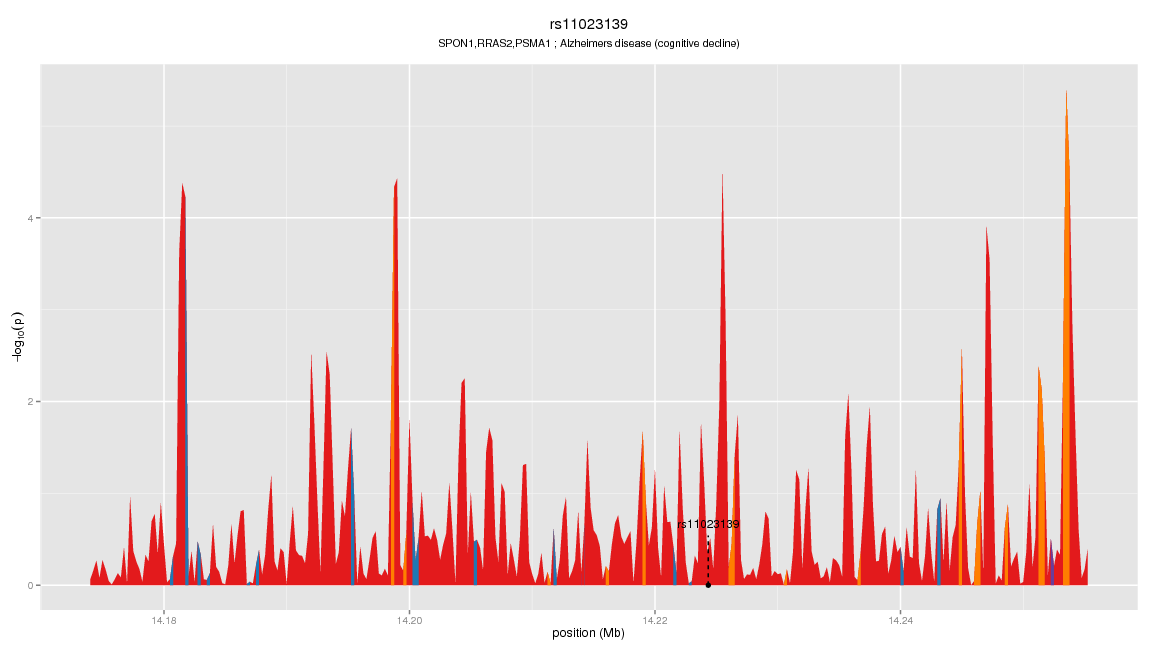 rs11023139
SPON1,RRAS2,PSMA1 ; Alzheimers disease (cognitive decline)
−log10(p)
4
2
0
rs11023139
14.18
14.20
14.22
14.24
position (Mb)